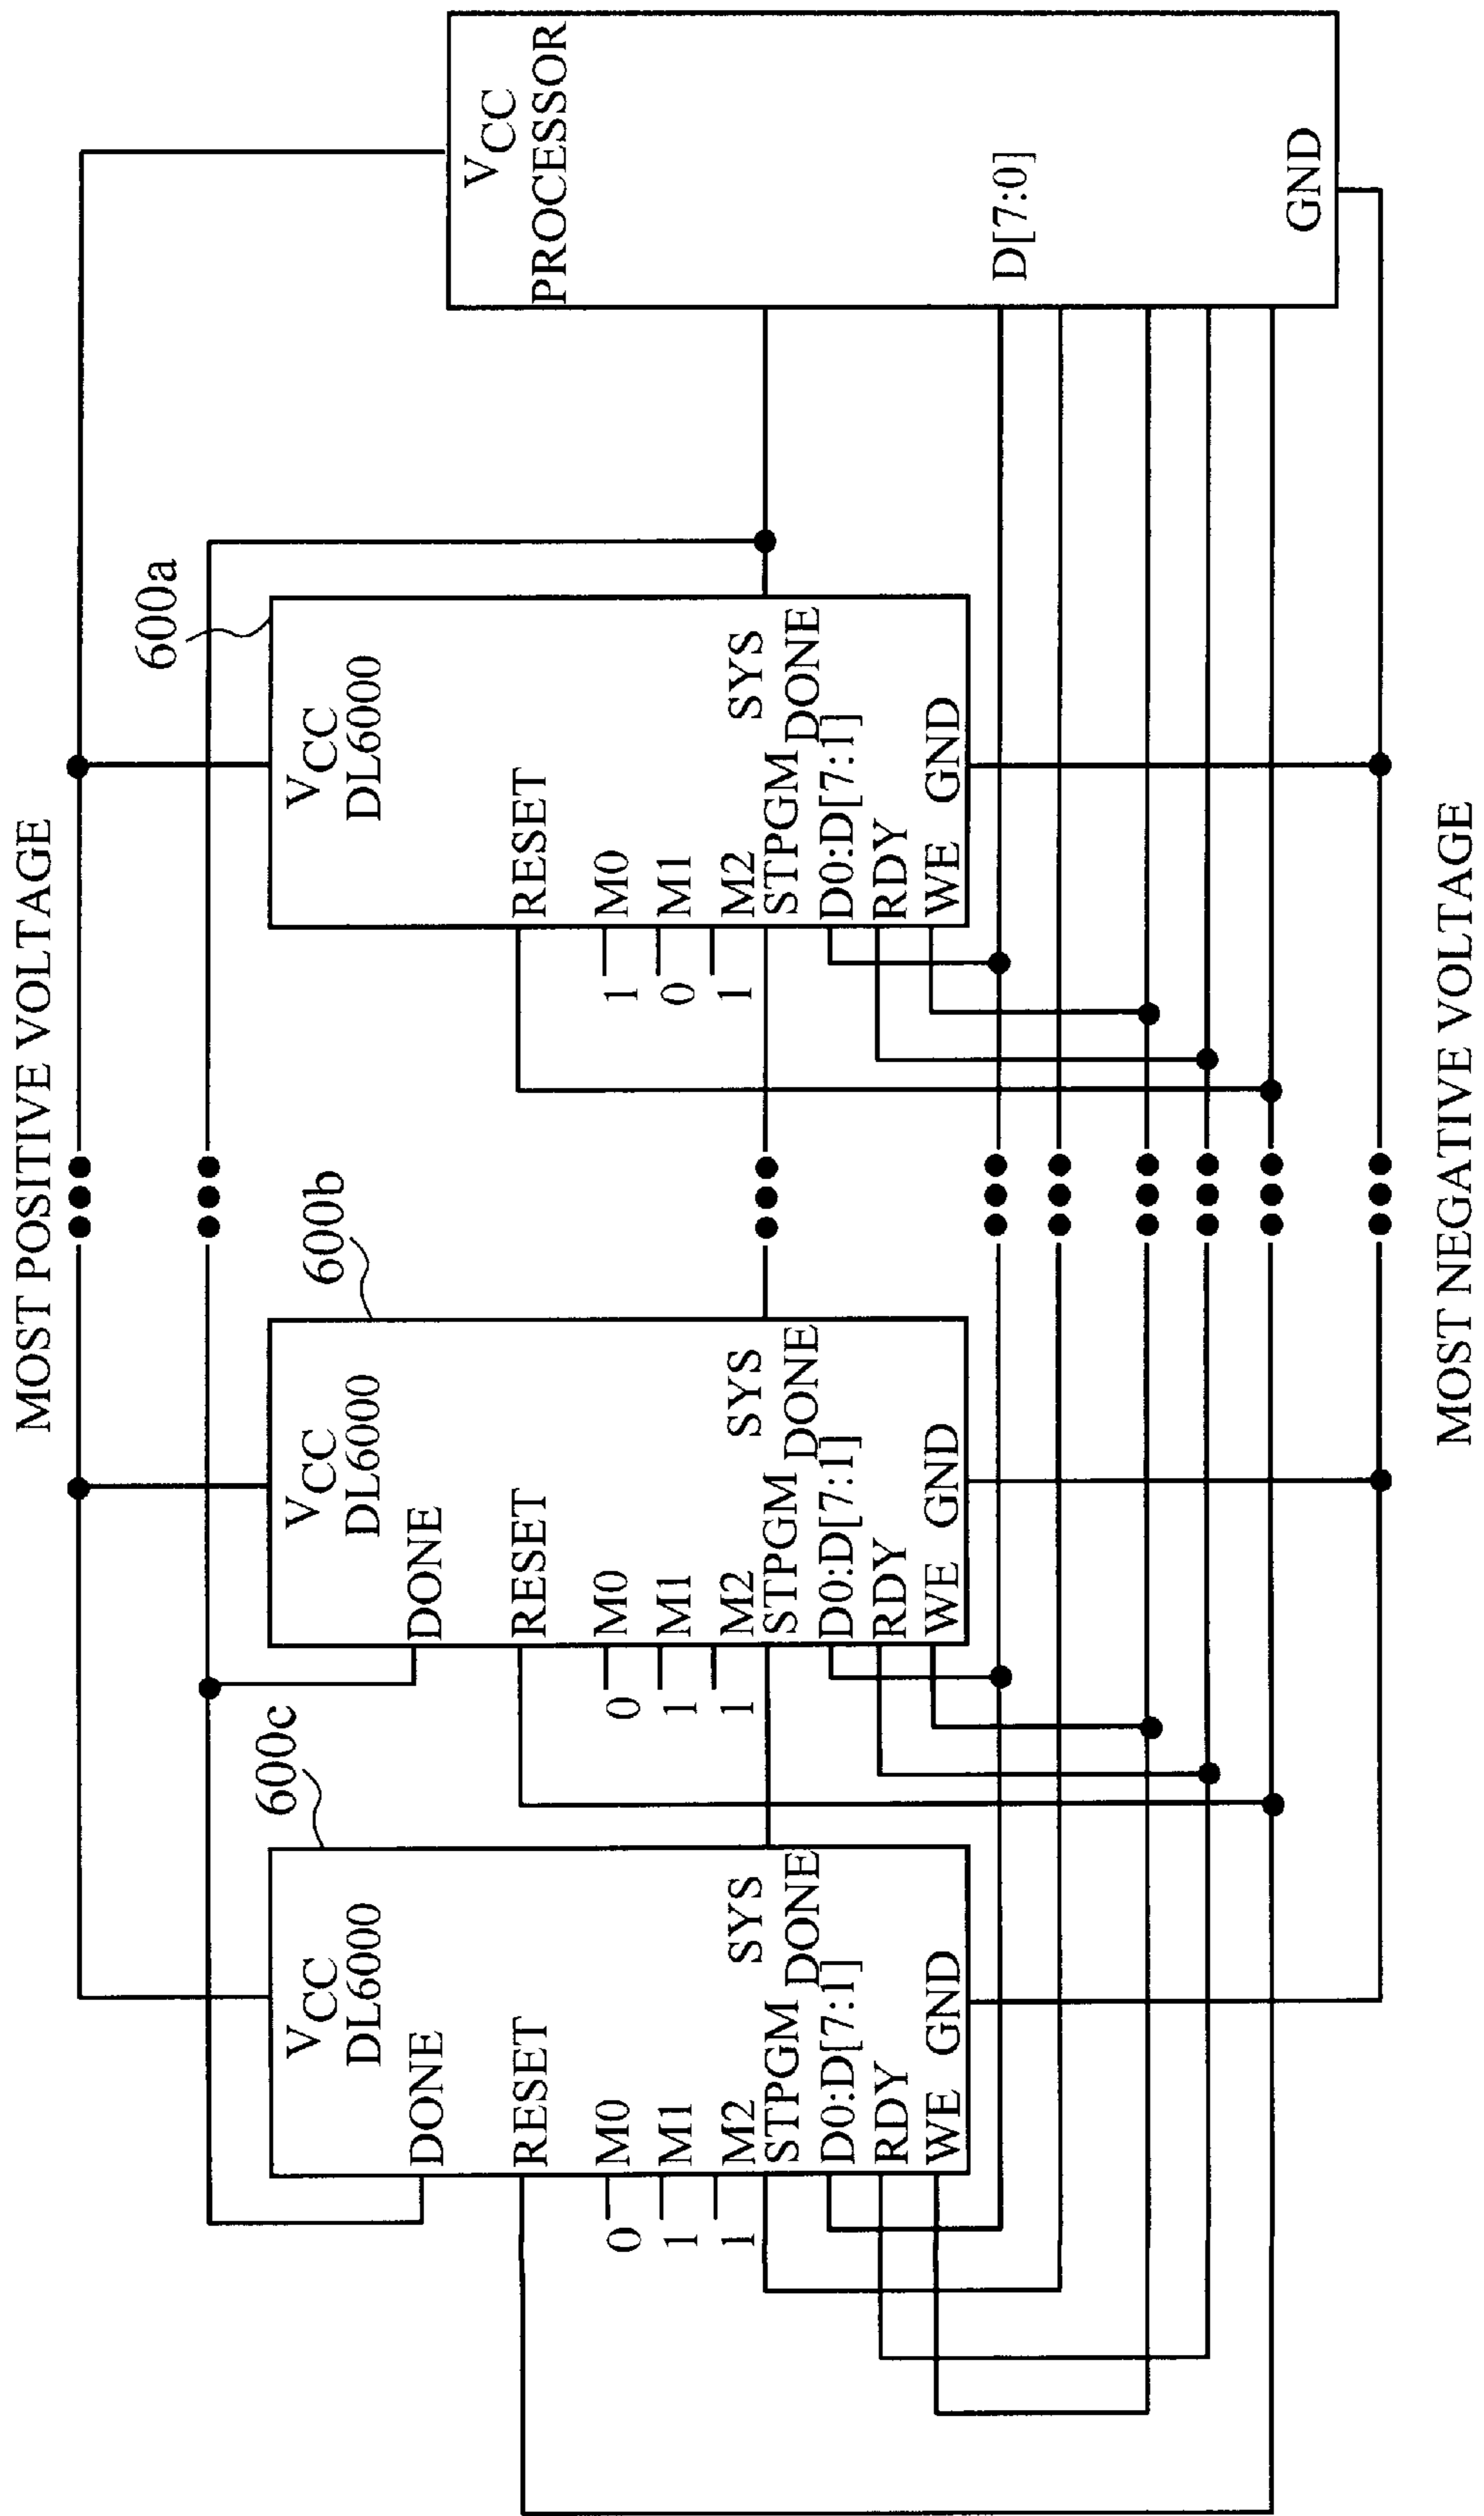 MOST POSITIVE VOLTAGE
600c
VCC
DL6000
DONE
RESET
M0
0
M1
1
M2
1
SYS
STPGM
DONE
D0:D[7:1]
RDY
WE
GND
600b
VCC
DL6000
DONE
RESET
M0
0
M1
1
M2
1
SYS
STPGM
DONE
D0:D[7:1]
RDY
WE
GND
600a
VCC
DL6000
RESET
M0
1
M1
0
M2
1
SYS
STPGM
DONE
D0:D[7:1]
RDY
WE
GND
VCC
PROCESSOR
D[7:0]
GND
MOST NEGATIVE VOLTAGE